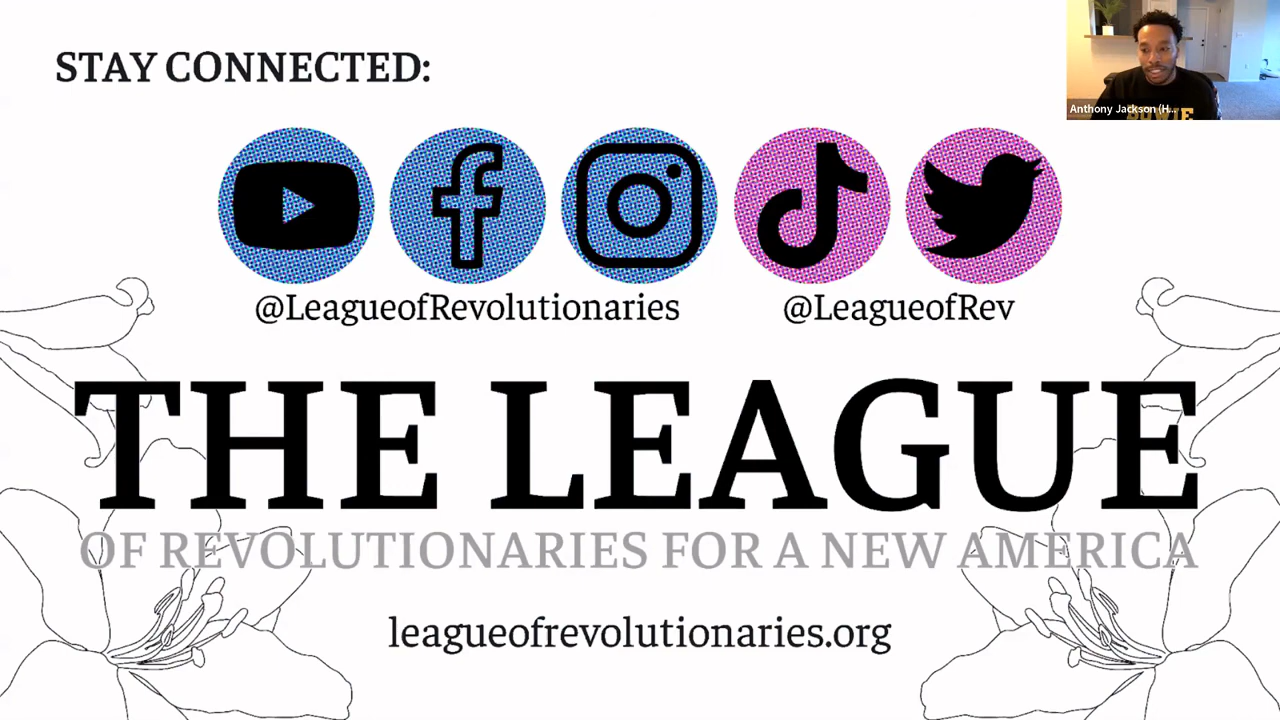 STAY CONNECTED:
Anthony Jackson (H...
@LeagueofRevolutionaries
@LeagueofRev
THE LEAGUE
OF REVOLUTIONARIES FOR A NEW AMERICA
leagueofrevolutionaries.org